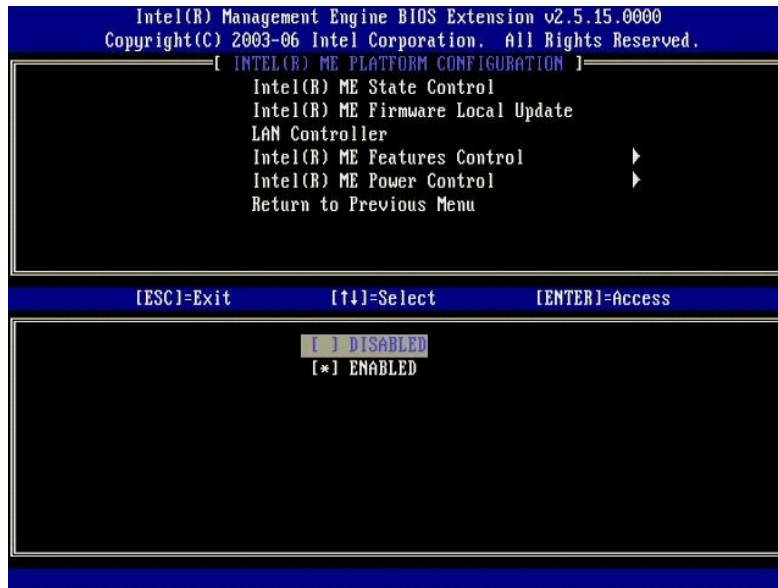 Intel(R) Management Engine BIOS Extension v2.5.15.0000
Copyright(C) 2003-06 Intel Corporation. All Rights Reserved.
[ INTEL(R) ME PLATFORM CONFIGURATION ]
Intel(R) ME State Control
Intel(R) ME Firmware Local Update
LAN Controller
Intel(R) ME Features Control
Intel(R) ME Power Control
Return to Previous Menu
[ESC]=Exit [↑↓]=Select [ENTER]=Access
[ ] DISABLED
[*] ENABLED